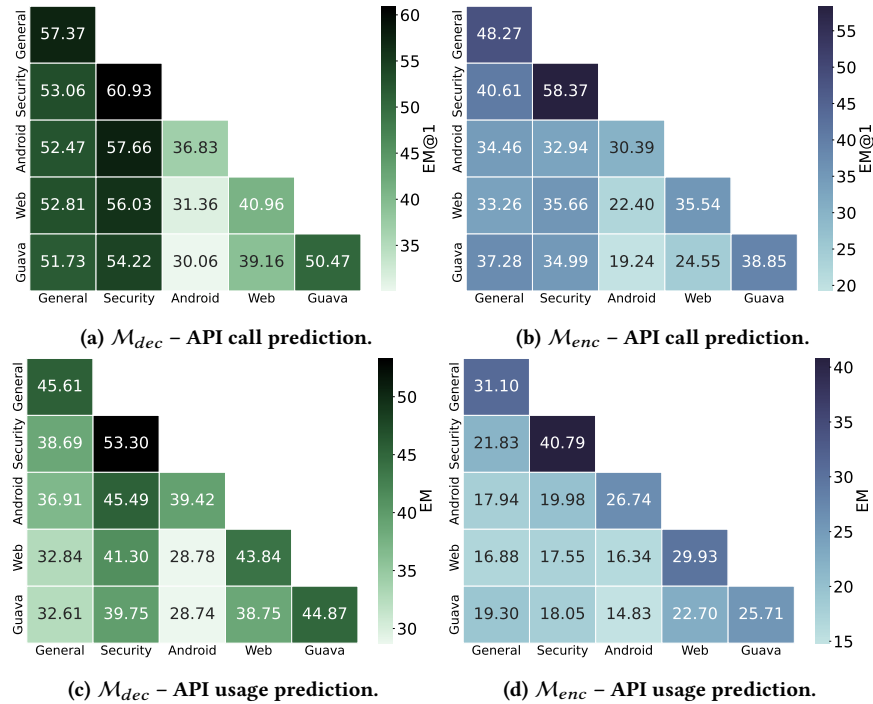 General 57.37
Security 53.06 60.93
Android 52.47 57.66 36.83
Web 52.81 56.03 31.36 40.96
Guava 51.73 54.22 30.06 39.16 50.47
General Security Android Web Guava
60
55
50
45
40
35
EM@1
(a) M_dec – API call prediction.
General 48.27
Security 40.61 58.37
Android 34.46 32.94 30.39
Web 33.26 35.66 22.40 35.54
Guava 37.28 34.99 19.24 24.55 38.85
General Security Android Web Guava
55
50
45
40
35
30
25
20
EM@1
(b) M_enc – API call prediction.
General 45.61
Security 38.69 53.30
Android 36.91 45.49 39.42
Web 32.84 41.30 28.78 43.84
Guava 32.61 39.75 28.74 38.75 44.87
General Security Android Web Guava
50
45
40
35
30
EM
(c) M_dec – API usage prediction.
General 31.10
Security 21.83 40.79
Android 17.94 19.98 26.74
Web 16.88 17.55 16.34 29.93
Guava 19.30 18.05 14.83 22.70 25.71
General Security Android Web Guava
40
35
30
25
20
15
EM
(d) M_enc – API usage prediction.